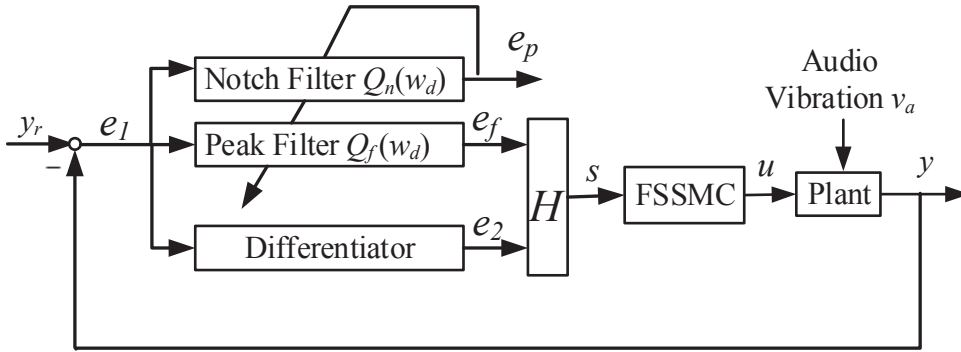 Notch Filter Q_n(w_d)
e_p
Audio
Vibration v_a
y_r
e_1
Peak Filter Q_f(w_d)
e_f
−
H
s
FSSMC
u
Plant
y
Differentiator
e_2